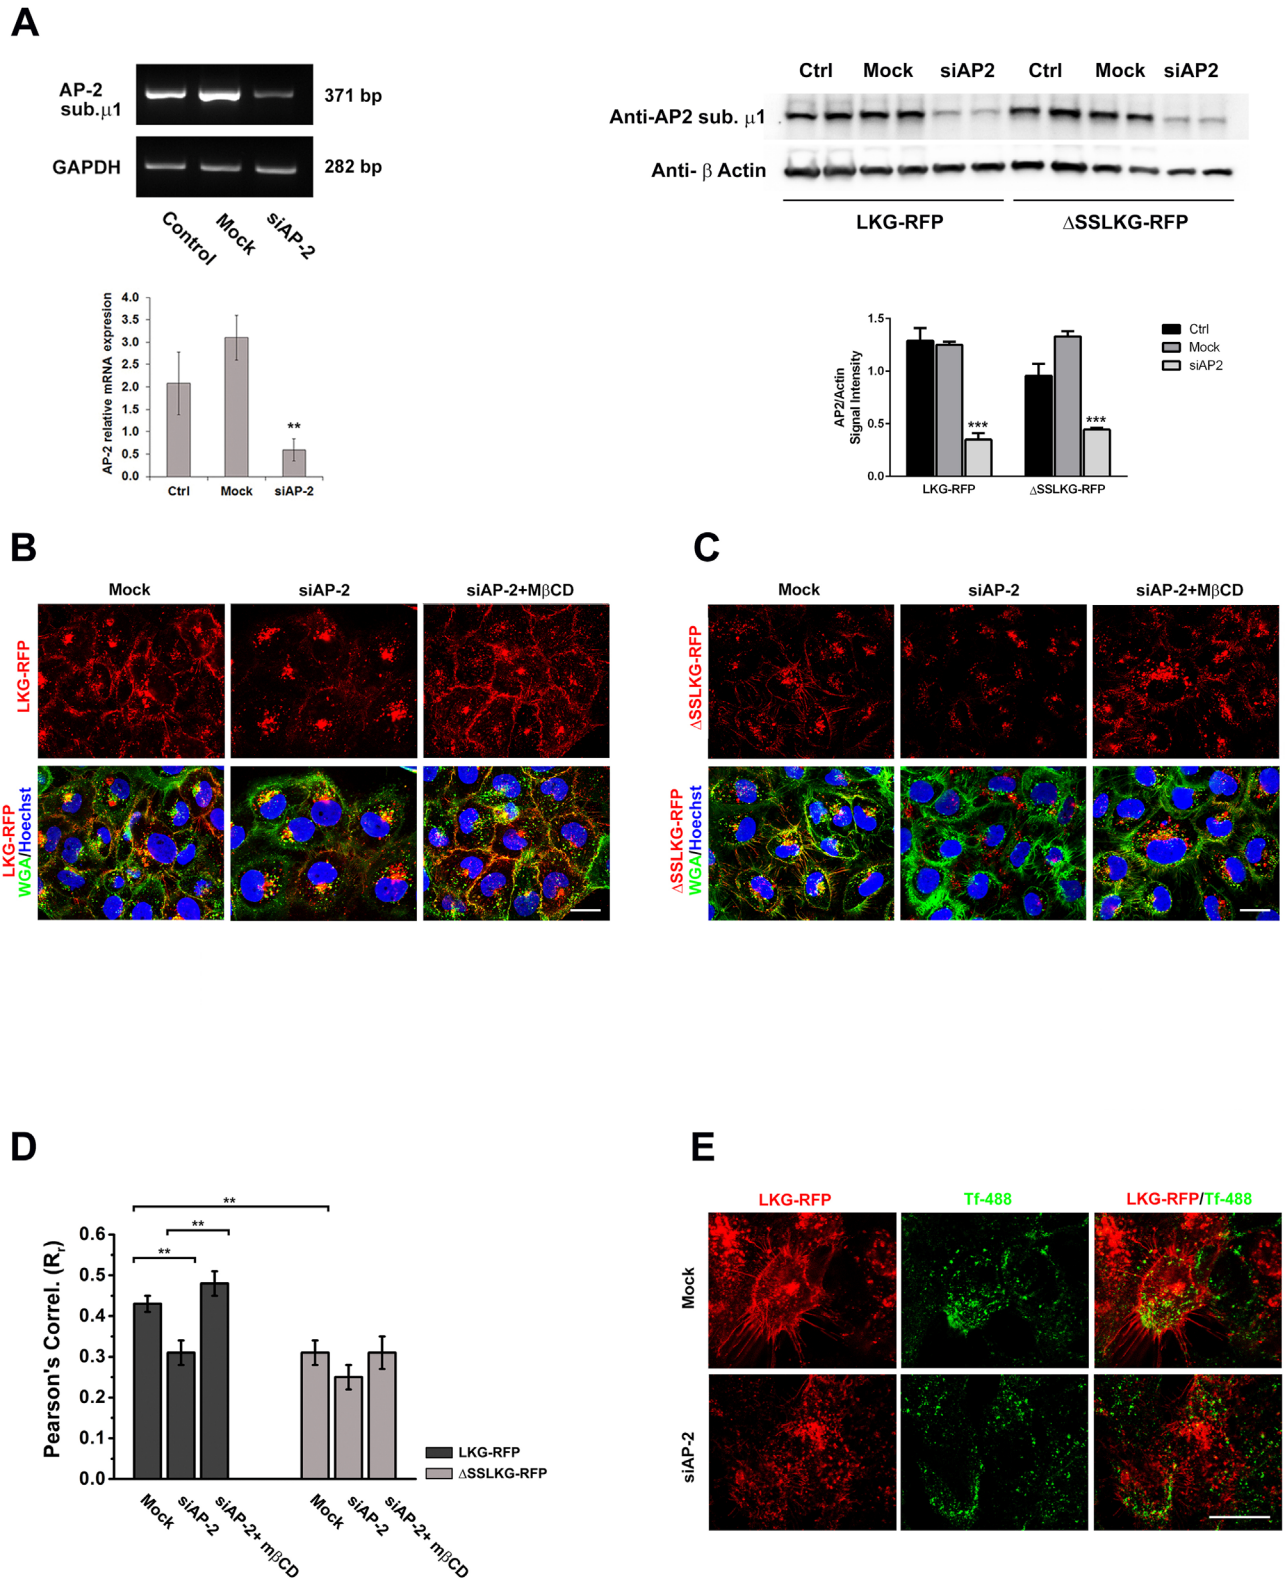 A
AP-2
sub.μ1
371 bp
GAPDH
282 bp
Control
Mock
siAP-2
Ctrl Mock siAP2 Ctrl Mock siAP2
Anti-AP2 sub. μ1
Anti- β Actin
LKG-RFP
ΔSSLKG-RFP
AP-2 relative mRNA expresion
4.0
3.5
3.0
2.5
2.0
1.5
1.0
0.5
0.0
**
Ctrl Mock siAP-2
AP2/Actin
Signal Intensity
1.5
1.0
0.5
0.0
***
***
LKG-RFP
ΔSSLKG-RFP
Ctrl
Mock
siAP2
B
Mock
siAP-2
siAP-2+MβCD
LKG-RFP
LKG-RFP
WGA/Hoechst
C
Mock
siAP-2
siAP-2+MβCD
ΔSSLKG-RFP
ΔSSLKG-RFP
WGA/Hoechst
D
Pearson's Correl. (Rr)
0.6
0.5
0.4
0.3
0.2
0.1
0.0
**
**
**
Mock
siAP-2
siAP-2+ mβCD
Mock
siAP-2
siAP-2+ mβCD
LKG-RFP
ΔSSLKG-RFP
E
LKG-RFP
Tf-488
LKG-RFP/Tf-488
Mock
siAP-2